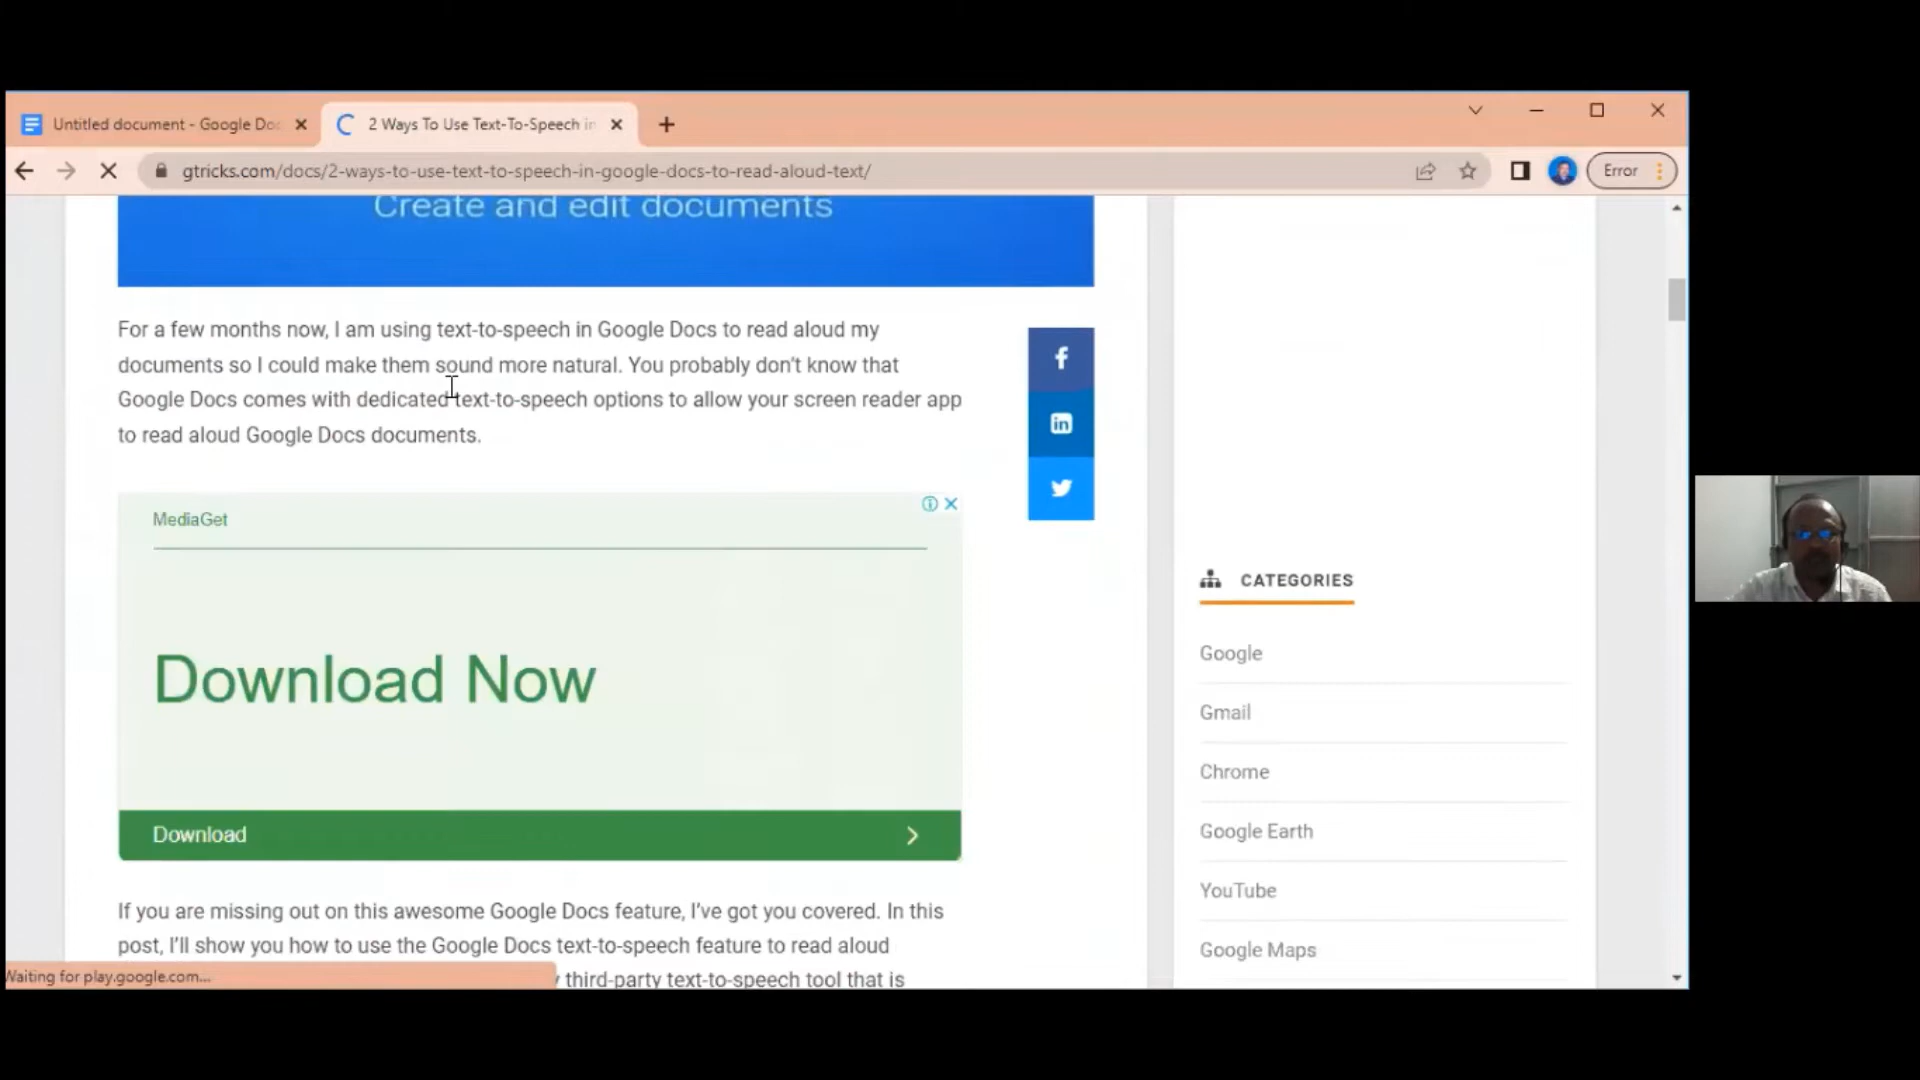 Untitled document - Google Doc
2 Ways To Use Text-To-Speech in
gtricks.com/docs/2-ways-to-use-text-to-speech-in-google-docs-to-read-aloud-text/
Error
Create and edit documents
For a few months now, I am using text-to-speech in Google Docs to read aloud my
documents so I could make them sound more natural. You probably don't know that
Google Docs comes with dedicated text-to-speech options to allow your screen reader app
to read aloud Google Docs documents.
MediaGet
Download Now
Download
If you are missing out on this awesome Google Docs feature, I've got you covered. In this
post, I'll show you how to use the Google Docs text-to-speech feature to read aloud
third-party text-to-speech tool that is
Waiting for play.google.com...
CATEGORIES
Google
Gmail
Chrome
Google Earth
YouTube
Google Maps